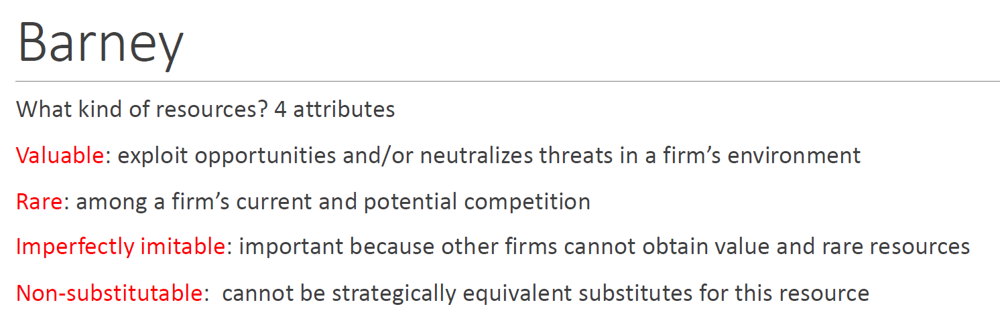 Barney
What kind of resources? 4 attributes
Valuable: exploit opportunities and/or neutralizes threats in a firm’s environment
Rare: among a firm’s current and potential competition
Imperfectly imitable: important because other firms cannot obtain value and rare resources
Non-substitutable:  cannot be strategically equivalent substitutes for this resource